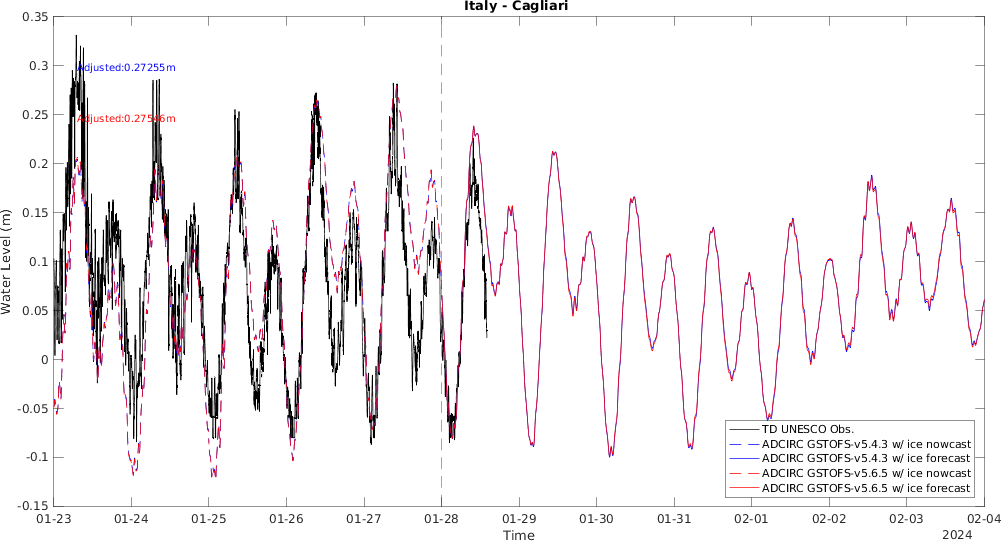 Italy - Cagliari
0.35
0.3
0.25
0.2
0.15
0.1
0.05
0
-0.05
-0.1
-0.15
Water Level (m)
Adjusted:0.27255m
Adjusted:0.27546m
TD UNESCO Obs.
ADCIRC GSTOFS-v5.4.3 w/ ice nowcast
ADCIRC GSTOFS-v5.4.3 w/ ice forecast
ADCIRC GSTOFS-v5.6.5 w/ ice nowcast
ADCIRC GSTOFS-v5.6.5 w/ ice forecast
01-23 01-24 01-25 01-26 01-27 01-28 01-29 01-30 01-31 02-01 02-02 02-03 02-04
Time
2024